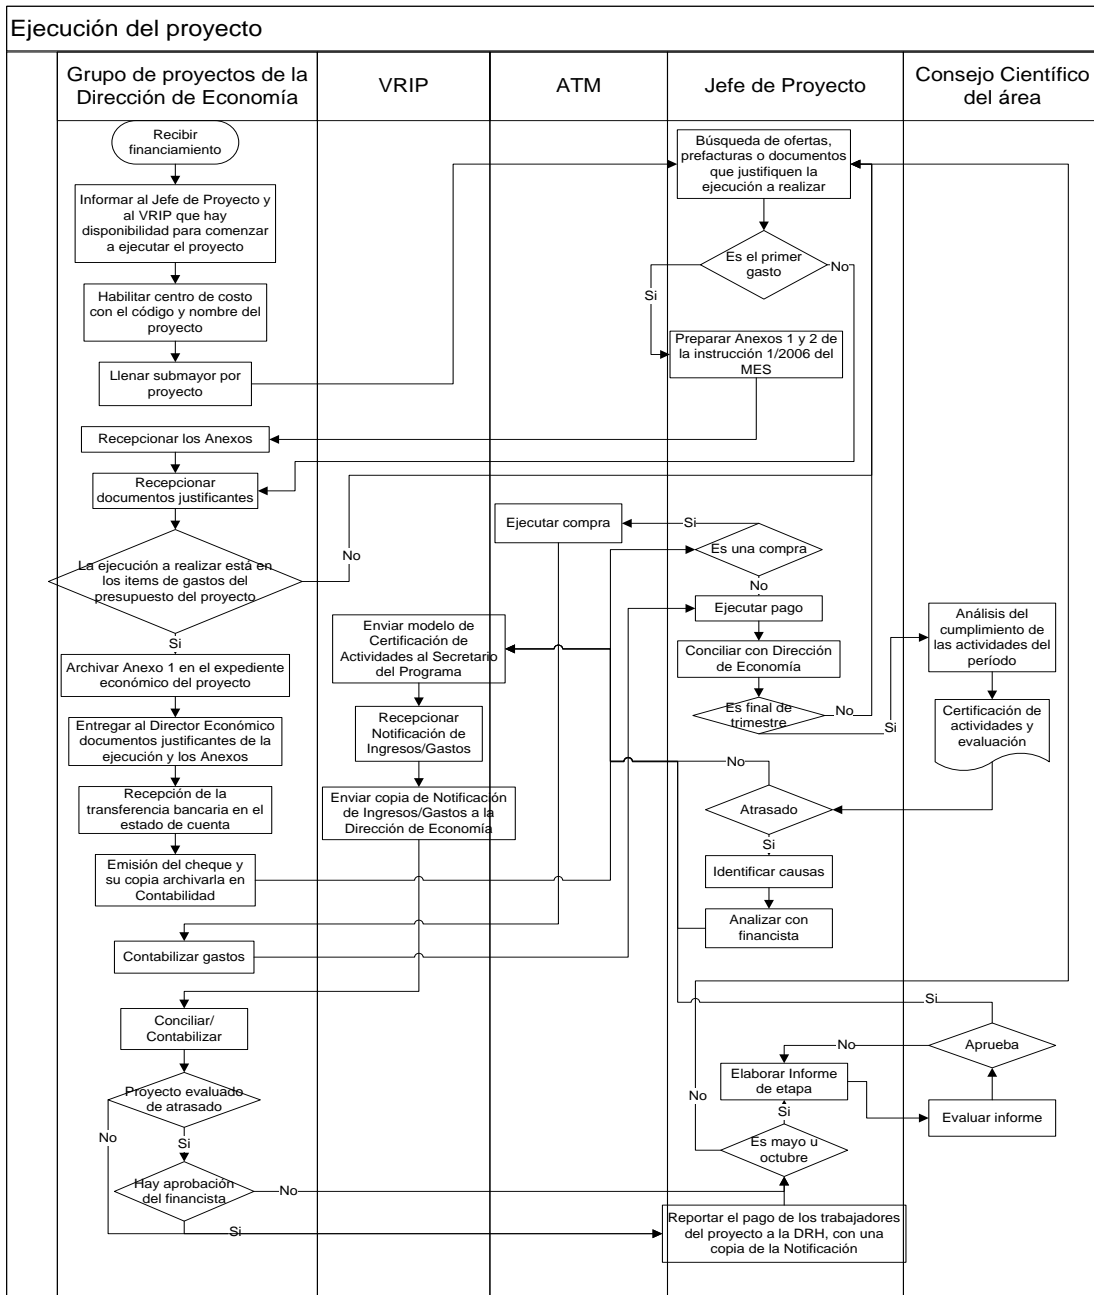 Ejecución del proyecto
Grupo de proyectos de la
Dirección de Economía
VRIP
ATM
Jefe de Proyecto
Consejo Científico
del área
Recibir
financiamiento
Informar al Jefe de Proyecto y
al VRIP que hay
disponibilidad para comenzar
a ejecutar el proyecto
Habilitar centro de costo
con el código y nombre del
proyecto
Llenar submayor por
proyecto
Búsqueda de ofertas,
prefacturas o documentos
que justifiquen la
ejecución a realizar
Es el primer
gasto
No
Si
Preparar Anexos 1 y 2 de
la instrucción 1/2006 del
MES
Recepcionar los Anexos
Recepcionar
documentos justificantes
La ejecución a realizar está en
los items de gastos del
presupuesto del proyecto
No
Si
Archivar Anexo 1 en el expediente
económico del proyecto
Entregar al Director Económico
documentos justificantes de la
ejecución y los Anexos
Recepción de la
transferencia bancaria en el
estado de cuenta
Emisión del cheque y
su copia archivarla en
Contabilidad
Ejecutar compra
Si
Es una compra
No
Ejecutar pago
Conciliar con Dirección
de Economía
Es final de
trimestre
No
Si
Análisis del
cumplimiento de
las actividades del
período
Certificación de
actividades y
evaluación
Enviar modelo de
Certificación de
Actividades al Secretario
del Programa
Recepcionar
Notificación de
Ingresos/Gastos
Enviar copia de Notificación
de Ingresos/Gastos a la
Dirección de Economía
No
Atrasado
Si
Identificar causas
Analizar con
financista
Contabilizar gastos
Conciliar/
Contabilizar
Proyecto evaluado
de atrasado
No
Si
Hay aprobación
del financista
No
Si
Si
Aprueba
No
Elaborar Informe
de etapa
Evaluar informe
Si
No
Es mayo u
octubre
Reportar el pago de los trabajadores
del proyecto a la DRH, con una
copia de la Notificación